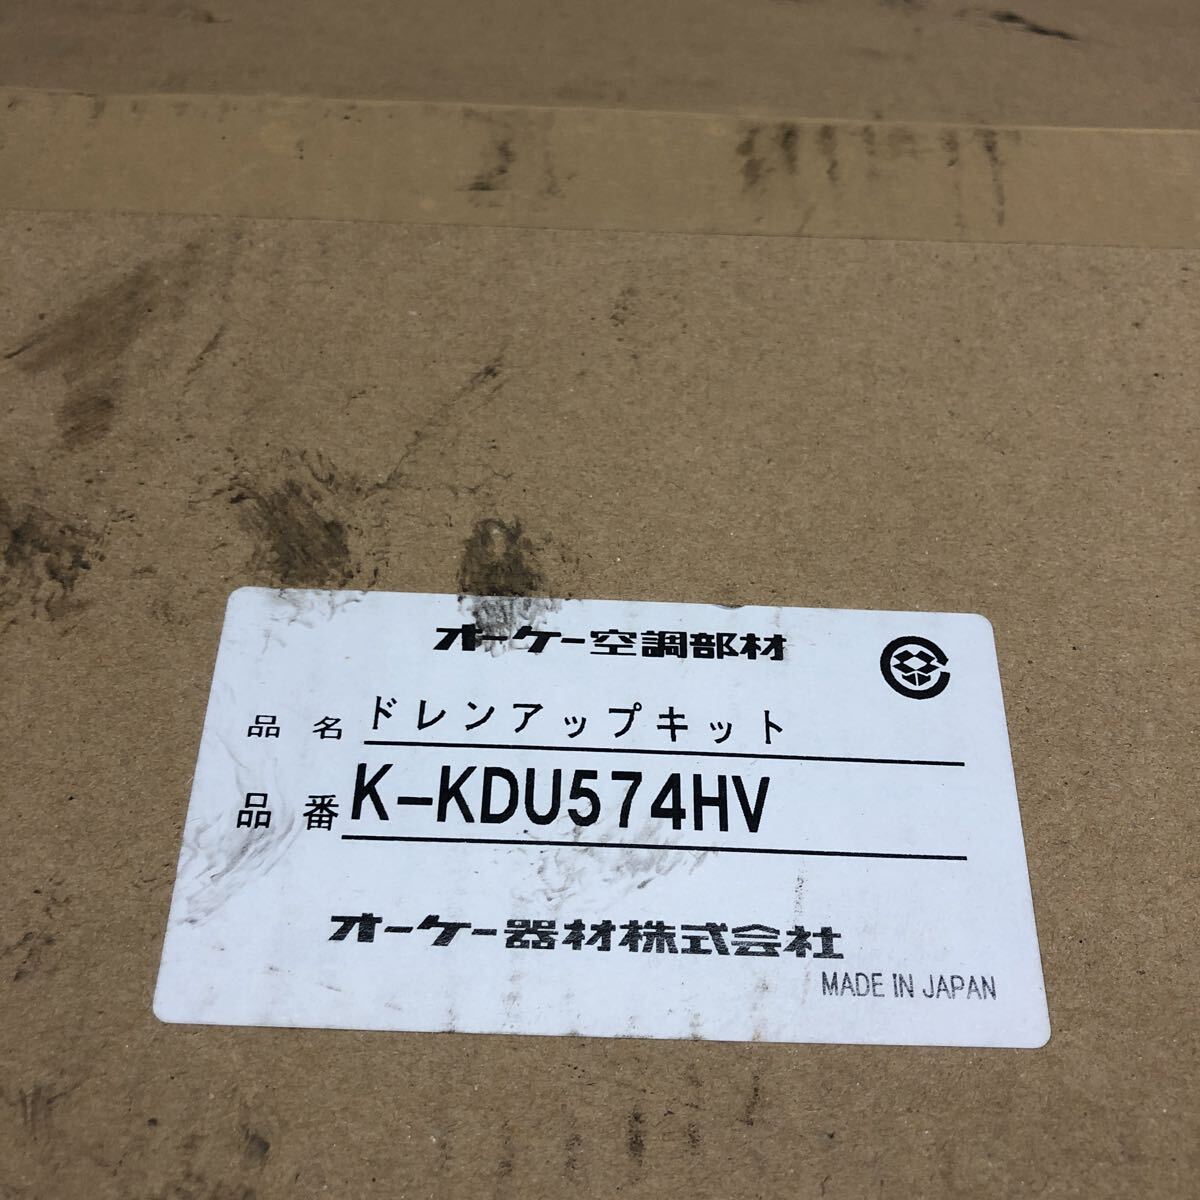 オーケー空調部材
品名 ドレンアップキット
品番 K-KDU574HV
オーケー器材株式会社
MADE IN JAPAN